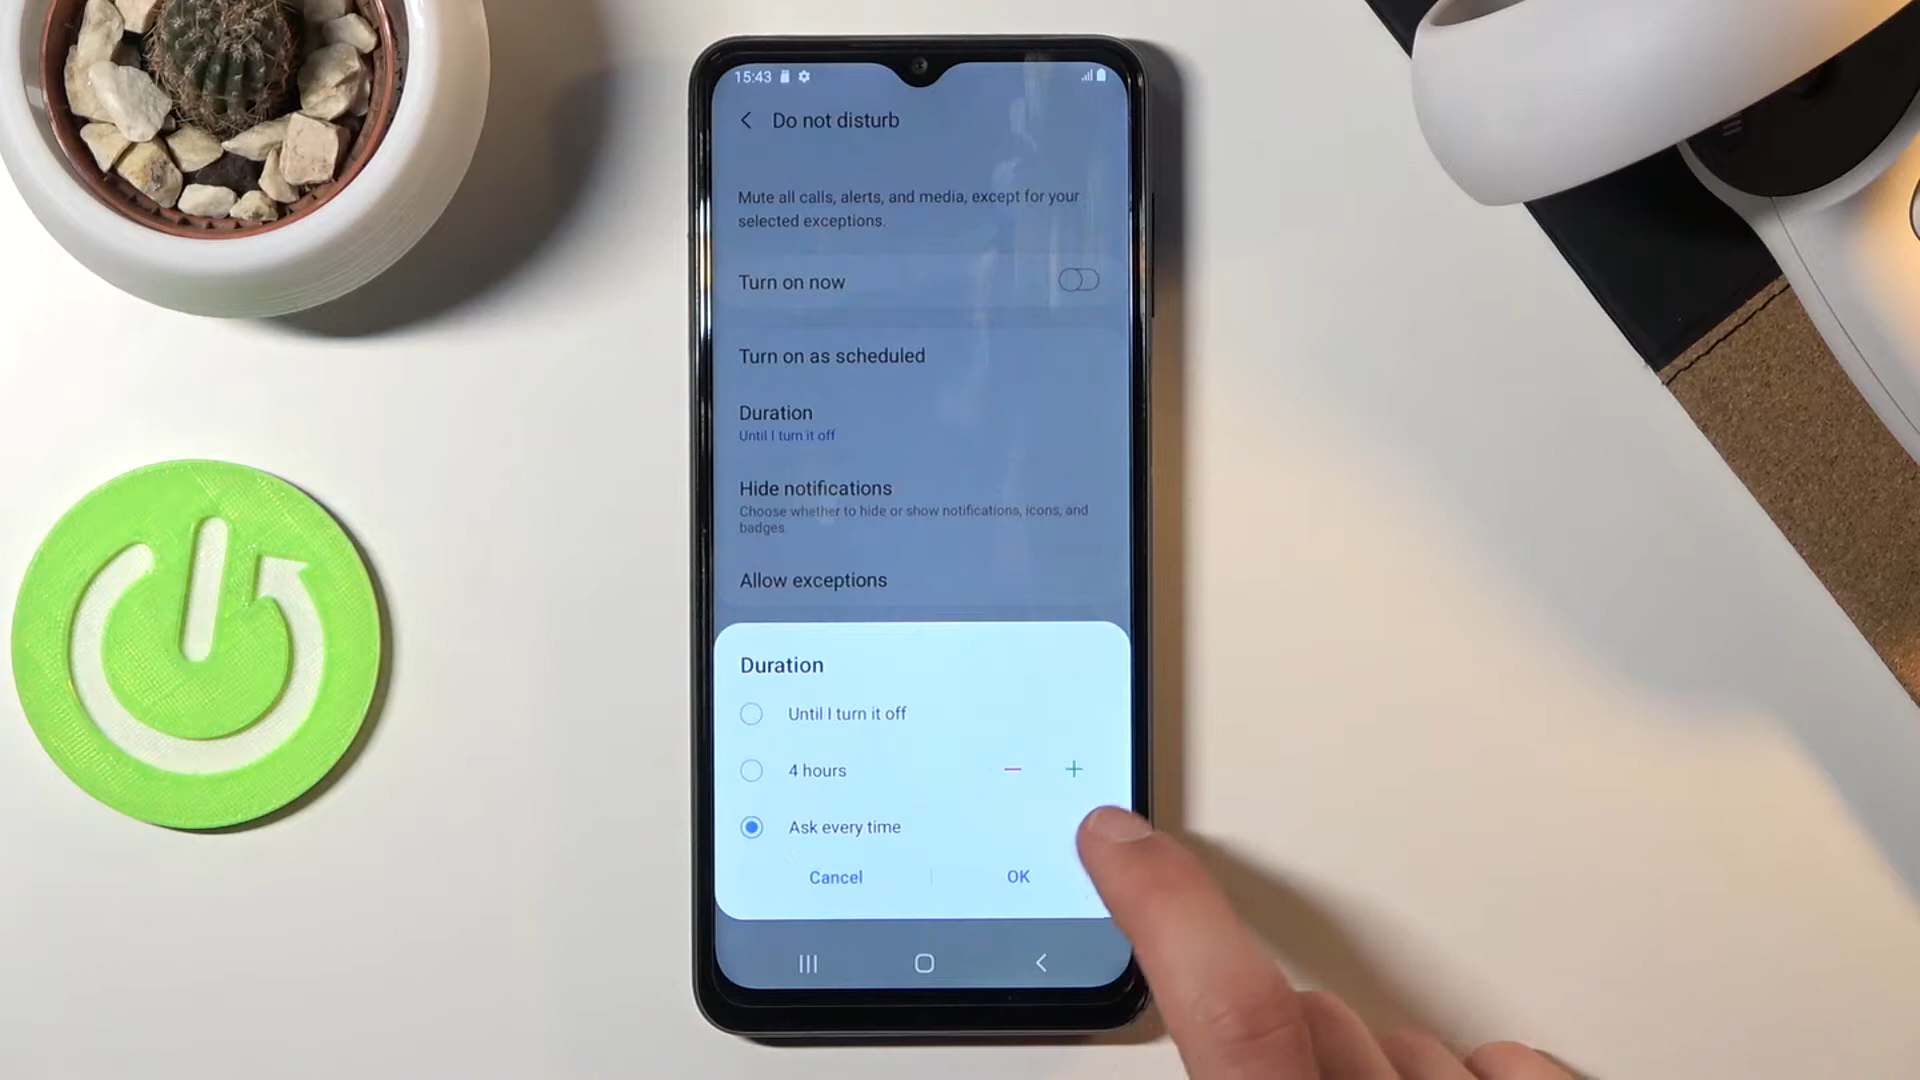 15:43
Do not disturb
Mute all calls, alerts, and media, except for your
selected exceptions.
Turn on now
Turn on as scheduled
Duration
Until I turn it off
Hide notifications
Choose whether to hide or show notifications, icons, and
badges.
Allow exceptions
Duration
Until I turn it off
4 hours
Ask every time
Cancel
OK